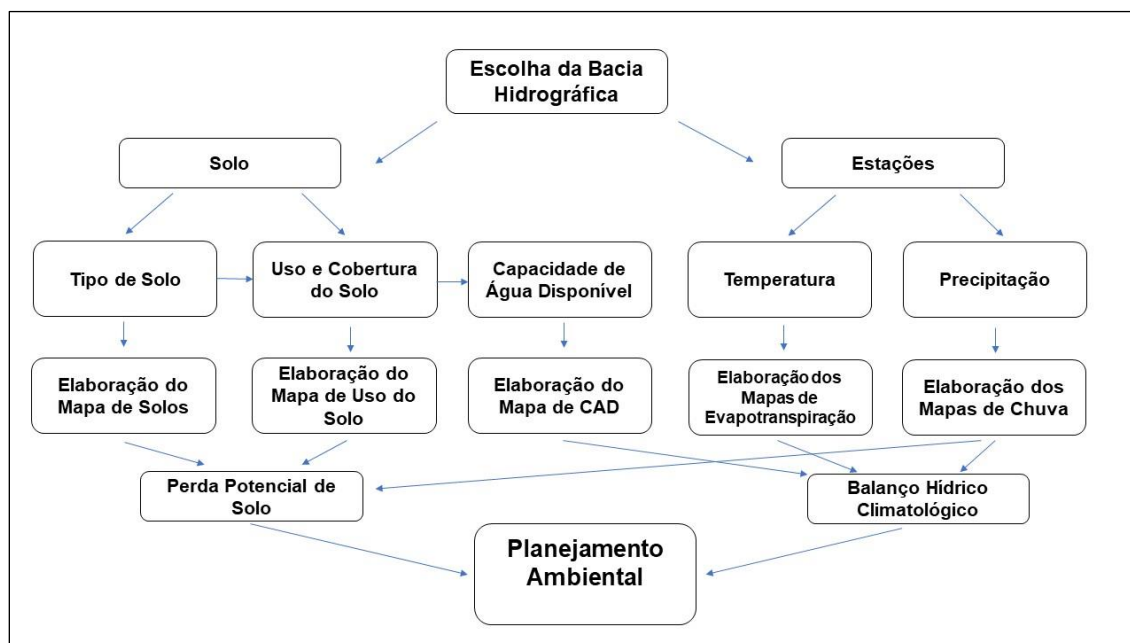 Escolha da Bacia
Hidrográfica
Solo
Estações
Tipo de Solo
Uso e Cobertura
do Solo
Capacidade de
Água Disponível
Temperatura
Precipitação
Elaboração do
Mapa de Solos
Elaboração do
Mapa de Uso do
Solo
Elaboração do
Mapa de CAD
Elaboração dos
Mapas de
Evapotranspiração
Elaboração dos
Mapas de Chuva
Perda Potencial de
Solo
Balanço Hídrico
Climatológico
Planejamento
Ambiental